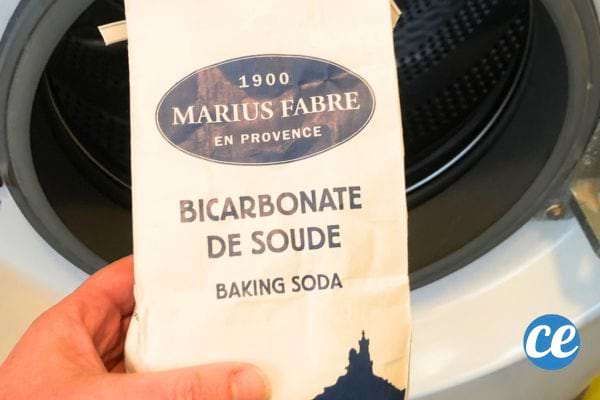 1900
MARIUS FABRE
EN PROVENCE
BICARBONATE
DE SOUDE
BAKING SODA
ce